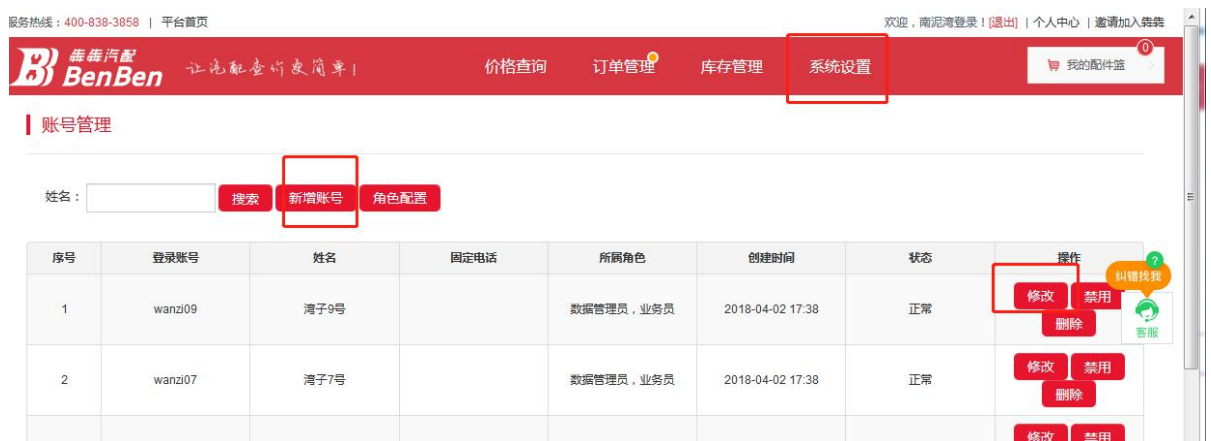 服务热线：400-838-3858 | 平台首页 欢迎，南泥湾登录！[退出] | 个人中心 | 邀请加入犇犇
犇犇汽配 BenBen 让汽配查价更简单! 价格查询 订单管理 库存管理 系统设置 我的配件篮 0
账号管理
姓名： 搜索 新增账号 角色配置
序号 登录账号 姓名 固定电话 所属角色 创建时间 状态 操作
?
纠错找我
1 wanzi09 湾子9号 数据管理员，业务员 2018-04-02 17:38 正常 修改 禁用
删除
客服
2 wanzi07 湾子7号 数据管理员，业务员 2018-04-02 17:38 正常 修改 禁用
删除
修改 禁用